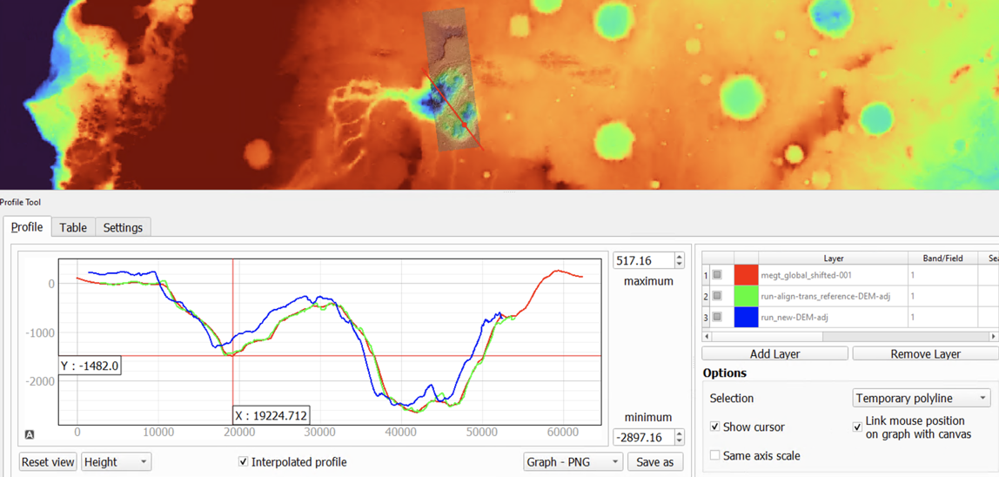 Profile Tool
Profile Table Settings
0
-1000
-2000
Y : -1482.0
X : 19224.712
0 10000 20000 30000 40000 50000 60000
A
517.16
maximum
minimum
-2897.16
Reset view Height Interpolated profile Graph - PNG Save as
Layer Band/Field Sea
1 megt_global_shifted-001 1
2 run-align-trans_reference-DEM-adj 1
3 run_new-DEM-adj 1
Add Layer Remove Layer
Options
Selection Temporary polyline
Show cursor Link mouse position
on graph with canvas
Same axis scale